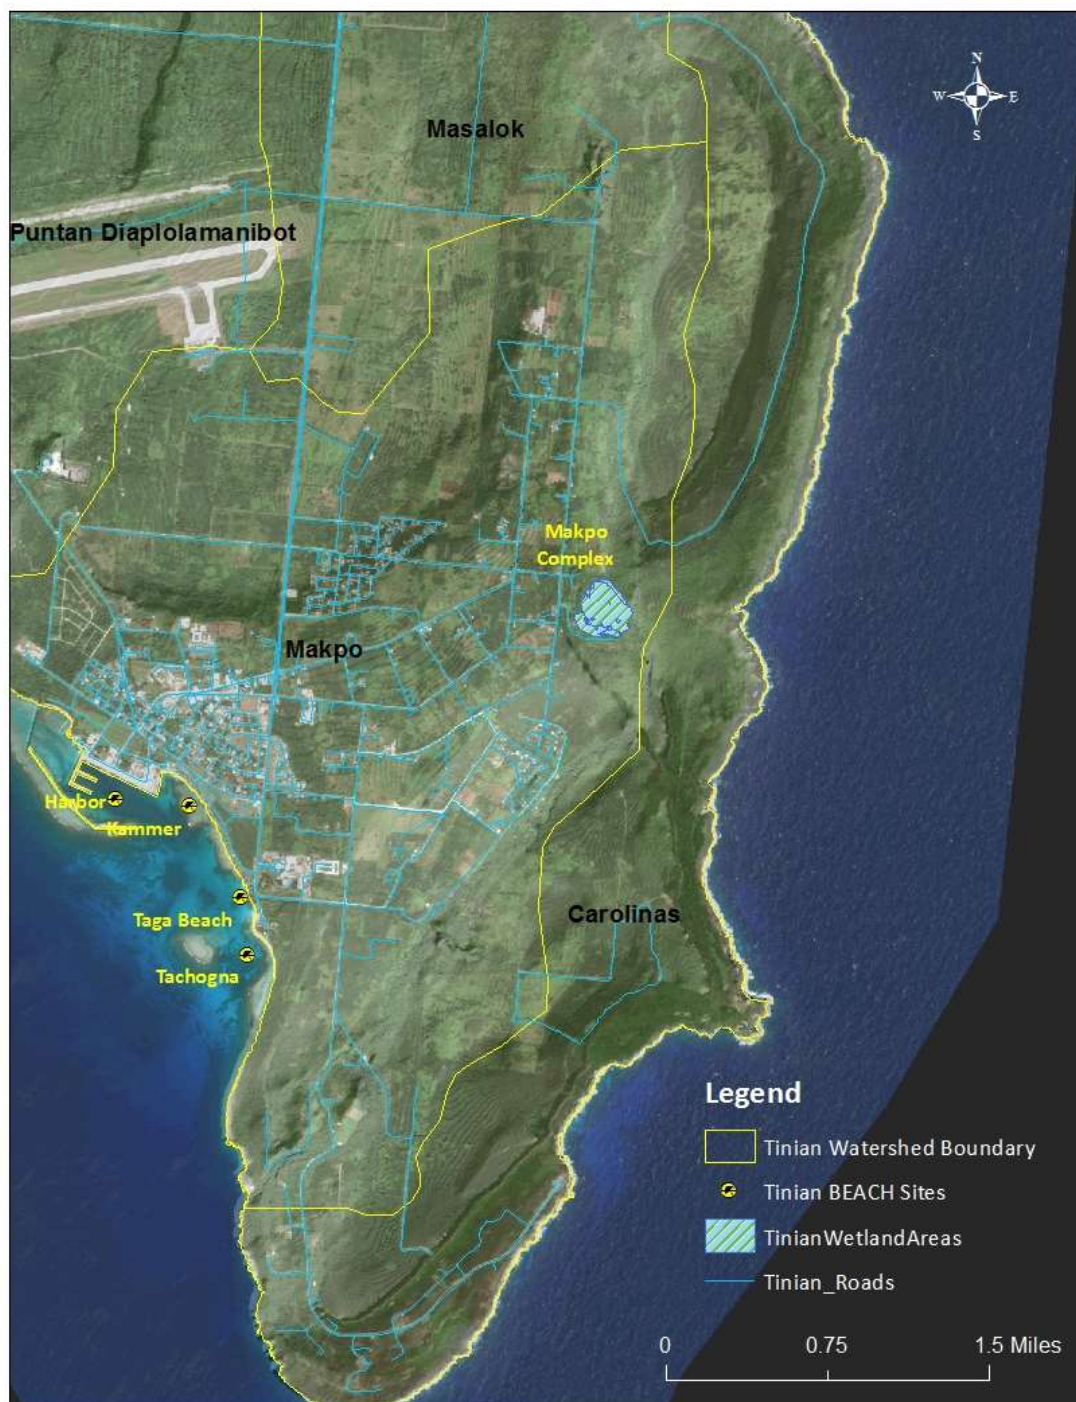 N
W E
S
Masalok
Puntan Diaplolamanibot
Makpo
Complex
Makpo
Harbor
Kammer
Taga Beach
Carolinas
Tachogna
Legend
Tinian Watershed Boundary
Tinian BEACH Sites
TinianWetlandAreas
Tinian_Roads
0 0.75 1.5 Miles